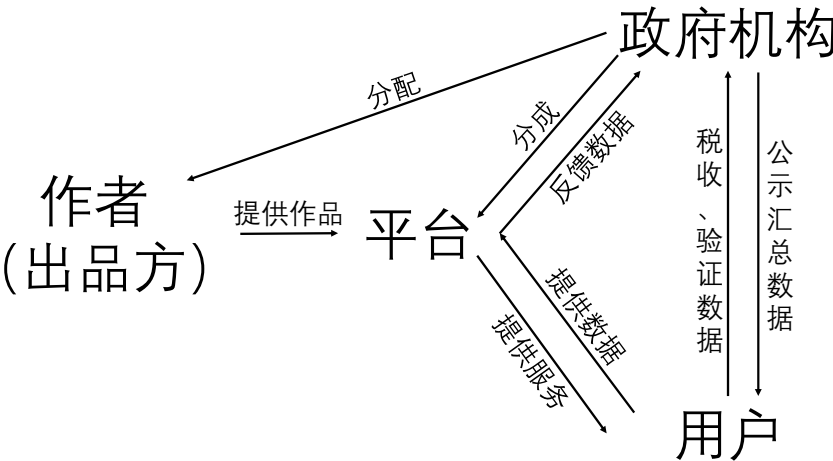 政府机构
分配
分成
反馈数据
税收、验证数据
公示汇总数据
作者
（出品方）
提供作品
平台
提供数据
提供服务
用户